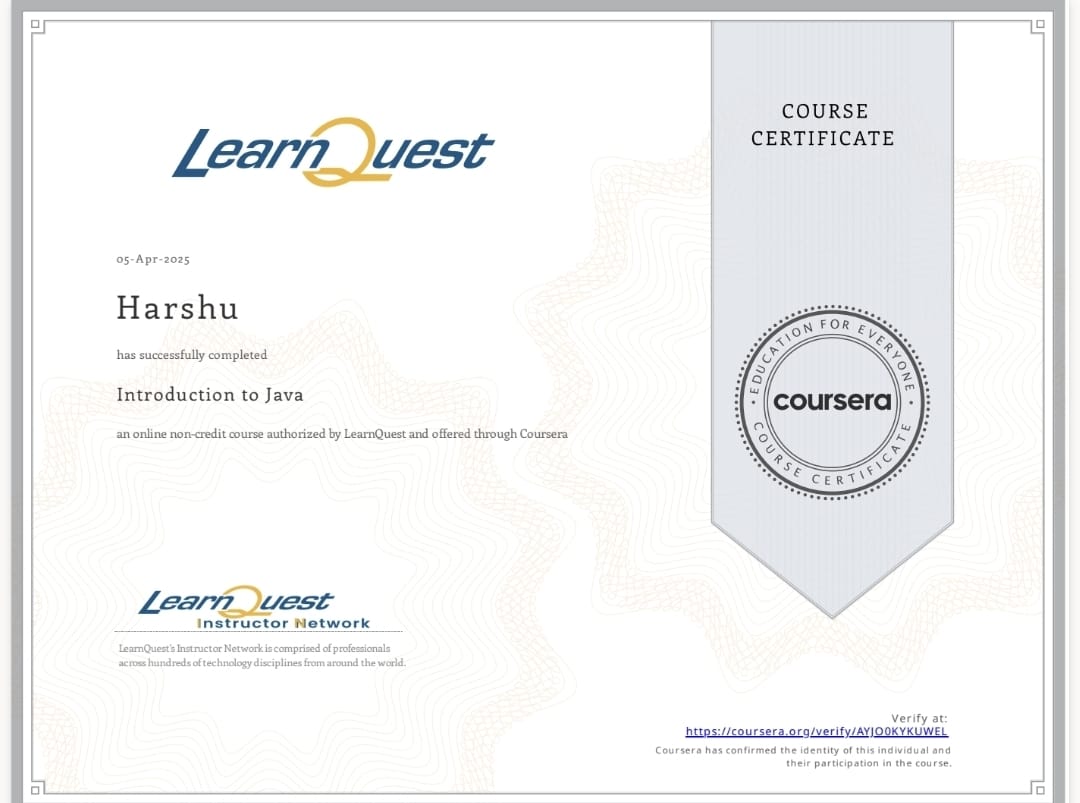 LearnQuest
COURSE
CERTIFICATE
05-Apr-2025
Harshu
has successfully completed
Introduction to Java
an online non-credit course authorized by LearnQuest and offered through Coursera
EDUCATION FOR EVERYONE
coursera
COURSE CERTIFICATE
LearnQuest
Instructor Network
LearnQuest's Instructor Network is comprised of professionals
across hundreds of technology disciplines from around the world.
Verify at:
https://coursera.org/verify/AYJO0KYKUWEL
Coursera has confirmed the identity of this individual and
their participation in the course.